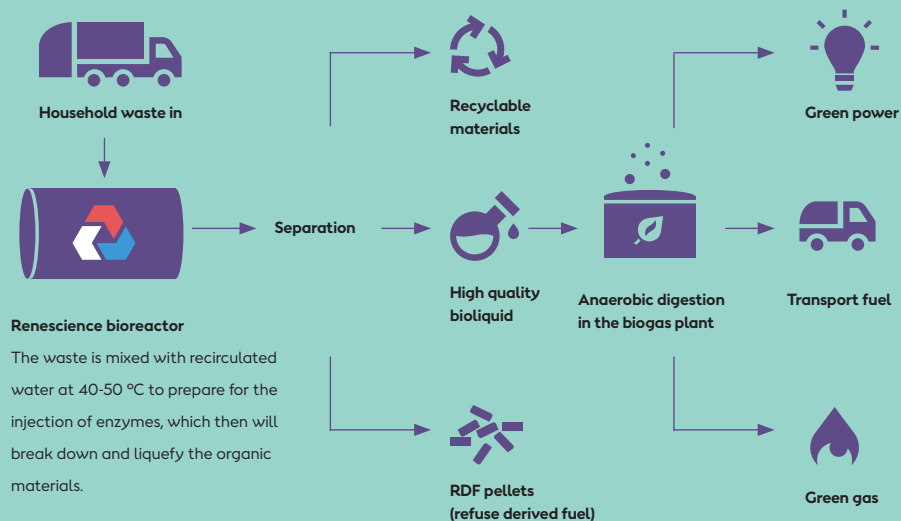 Household waste in
Recyclable
materials
Green power
Separation
High quality
bioliquid
Anaerobic digestion
in the biogas plant
Transport fuel
Renescience bioreactor
The waste is mixed with recirculated
water at 40-50 ºC to prepare for the
injection of enzymes, which then will
break down and liquefy the organic
materials.
RDF pellets
(refuse derived fuel)
Green gas